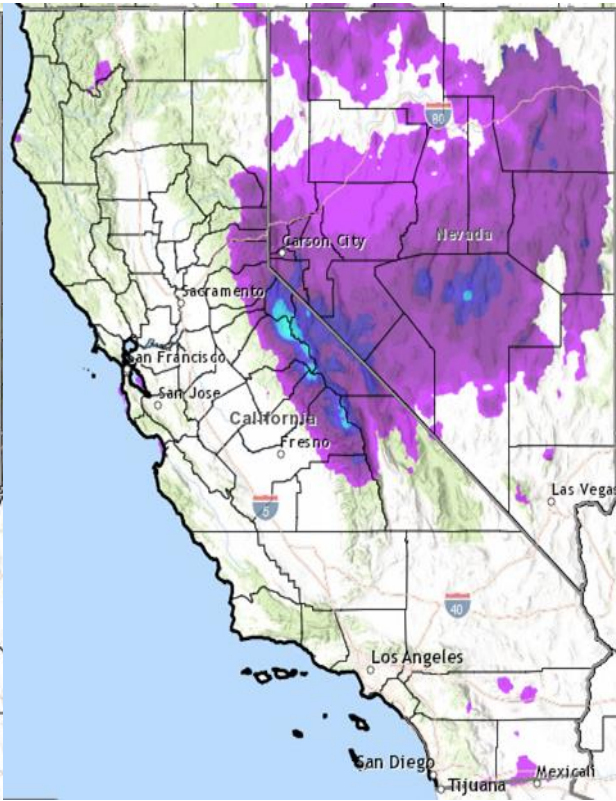 80
Carson City
Nevada
Sacramento
San Francisco
San Jose
California
Fresno
5
Las Vegas
40
Los Angeles
San Diego
Tijuana
Mexicali